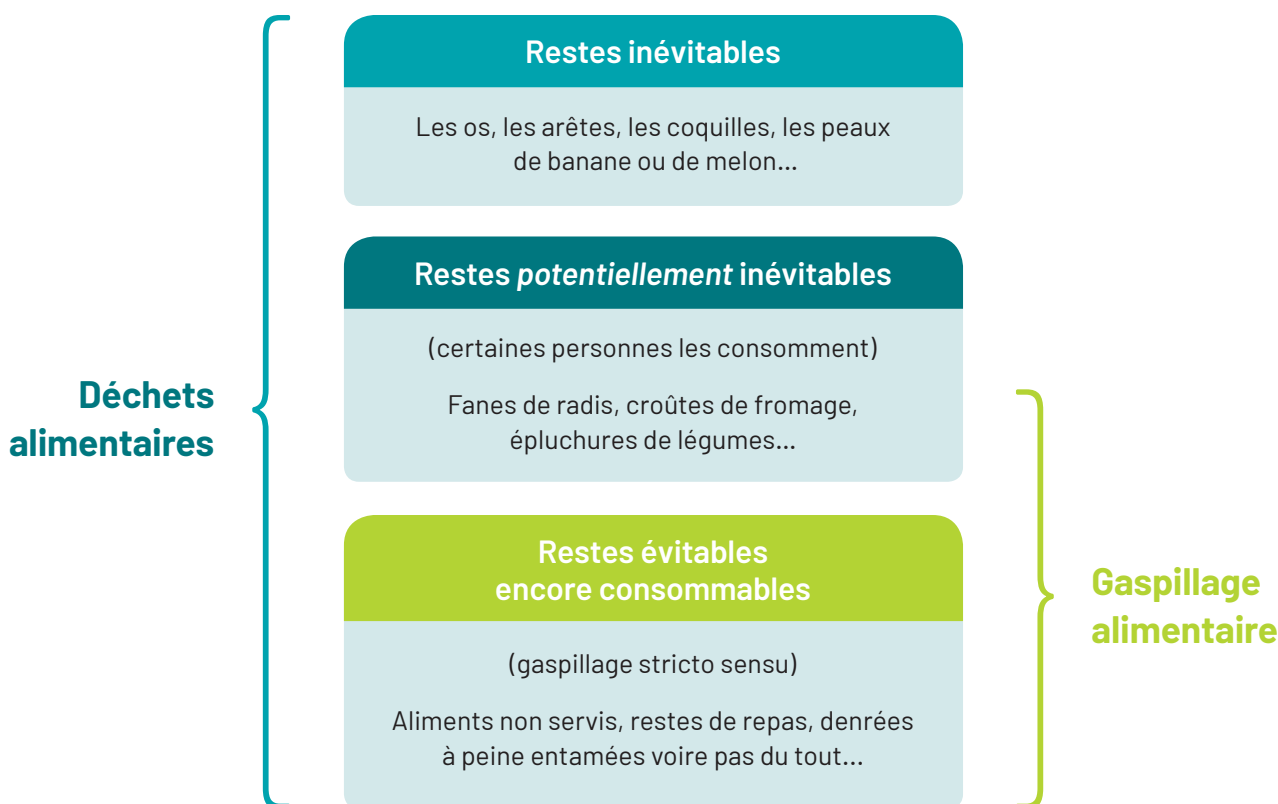 Restes inévitables
Les os, les arêtes, les coquilles, les peaux
de banane ou de melon...
Restes potentiellement inévitables
(certaines personnes les consomment)
Fanes de radis, croûtes de fromage,
épluchures de légumes...
Déchets
alimentaires
Restes évitables
encore consommables
(gaspillage stricto sensu)
Aliments non servis, restes de repas, denrées
à peine entamées voire pas du tout...
Gaspillage
alimentaire